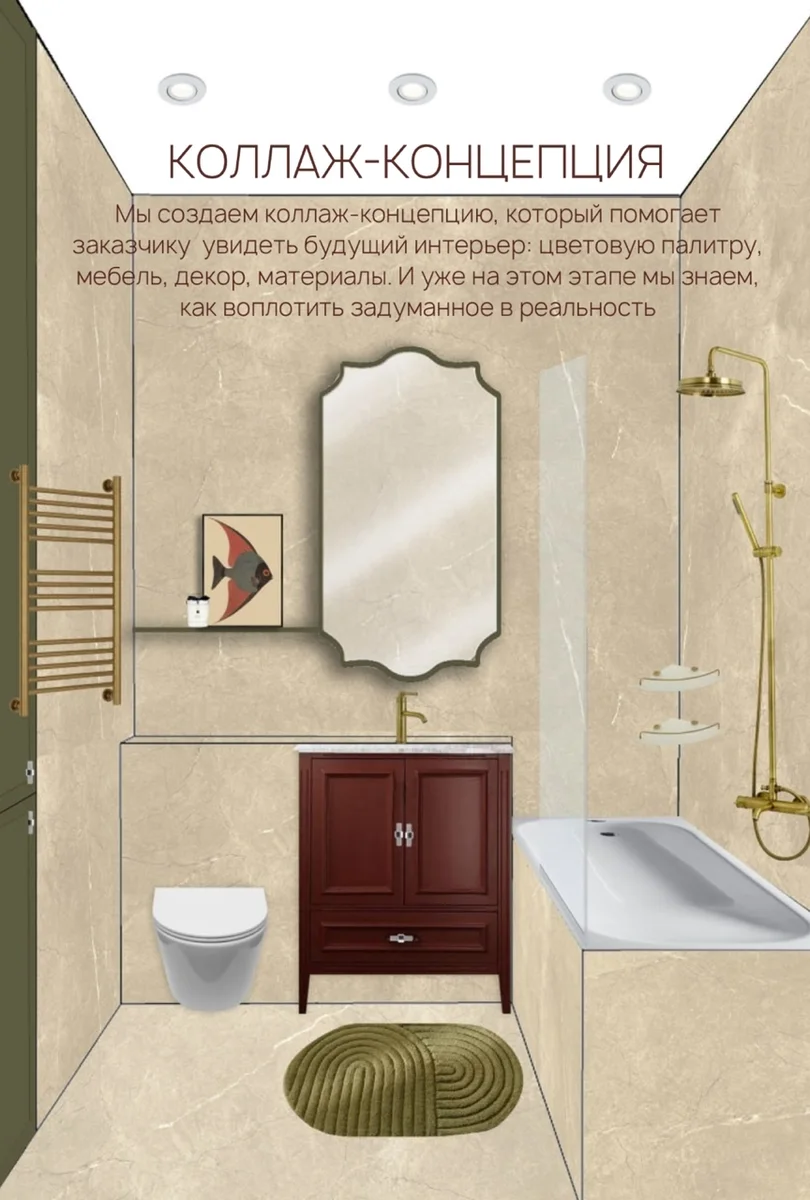 КОЛЛАЖ-КОНЦЕПЦИЯ
Мы создаем коллаж-концепцию, который помогает
заказчику увидеть будущий интерьер: цветовую палитру,
мебель, декор, материалы. И уже на этом этапе мы знаем,
как воплотить задуманное в реальность